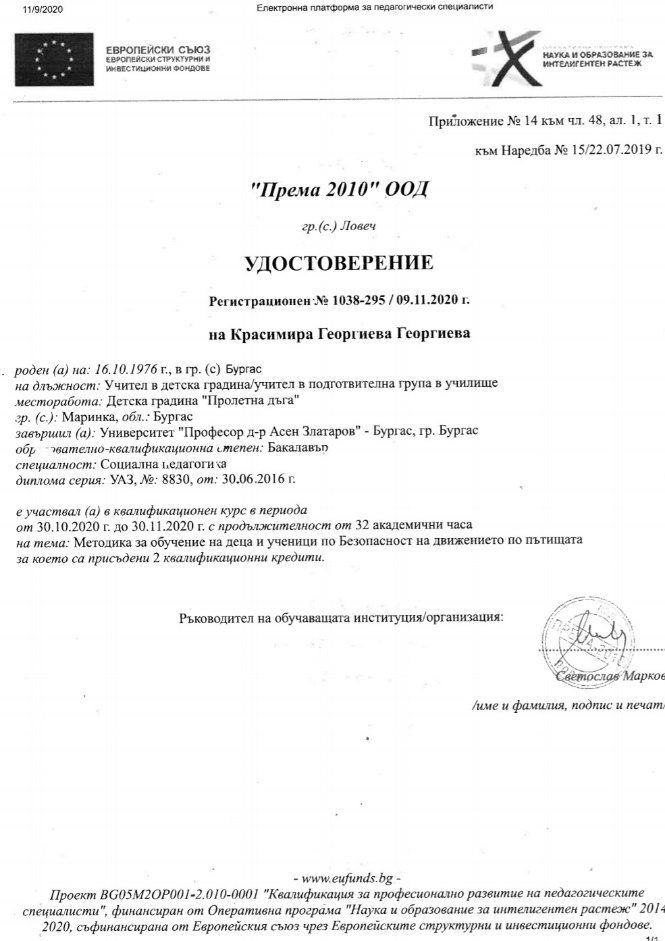 11/9/2020 Електронна платформа за педагогически специалисти
ЕВРОПЕЙСКИ СЪЮЗ
ЕВРОПЕЙСКИ СТРУКТУРНИ И
ИНВЕСТИЦИОННИ ФОНДОВЕ
НАУКА И ОБРАЗОВАНИЕ ЗА
ИНТЕЛИГЕНТЕН РАСТЕЖ
Приложение № 14 към чл. 48, ал. 1, т. 1
към Наредба № 15/22.07.2019 г.
"Према 2010" ООД
гр.(с.) Ловеч
УДОСТОВЕРЕНИЕ
Регистрационен № 1038-295 / 09.11.2020 г.
на Красимира Георгиева Георгиева
роден (а) на: 16.10.1976 г., в гр. (с) Бургас
на длъжност: Учител в детска градина/учител в подготвителна група в училище
месторабота: Детска градина "Пролетна дъга"
гр. (с.): Маринка, обл.: Бургас
завършил (а): Университет "Професор д-р Асен Златаров" - Бургас, гр. Бургас
образователно-квалификационна степен: Бакалавър
специалност: Социална педагогика
диплома серия: УАЗ, №: 8830, от: 30.06.2016 г.
е участвал (а) в квалификационен курс в периода
от 30.10.2020 г. до 30.11.2020 г. с продължителност от 32 академични часа
на тема: Методика за обучение на деца и ученици по Безопасност на движението по пътищата
за което са присъдени 2 квалификационни кредити.
Ръководител на обучаващата институция/организация:
Светослав Марков
/име и фамилия, подпис и печат/
- www.eufunds.bg -
Проект BG05M2OP001-2.010-0001 "Квалификация за професионално развитие на педагогическите
специалисти", финансиран от Оперативна програма "Наука и образование за интелигентен растеж" 2014
2020, съфинансирана от Европейския съюз чрез Европейските структурни и инвестиционни фондове.
1/1